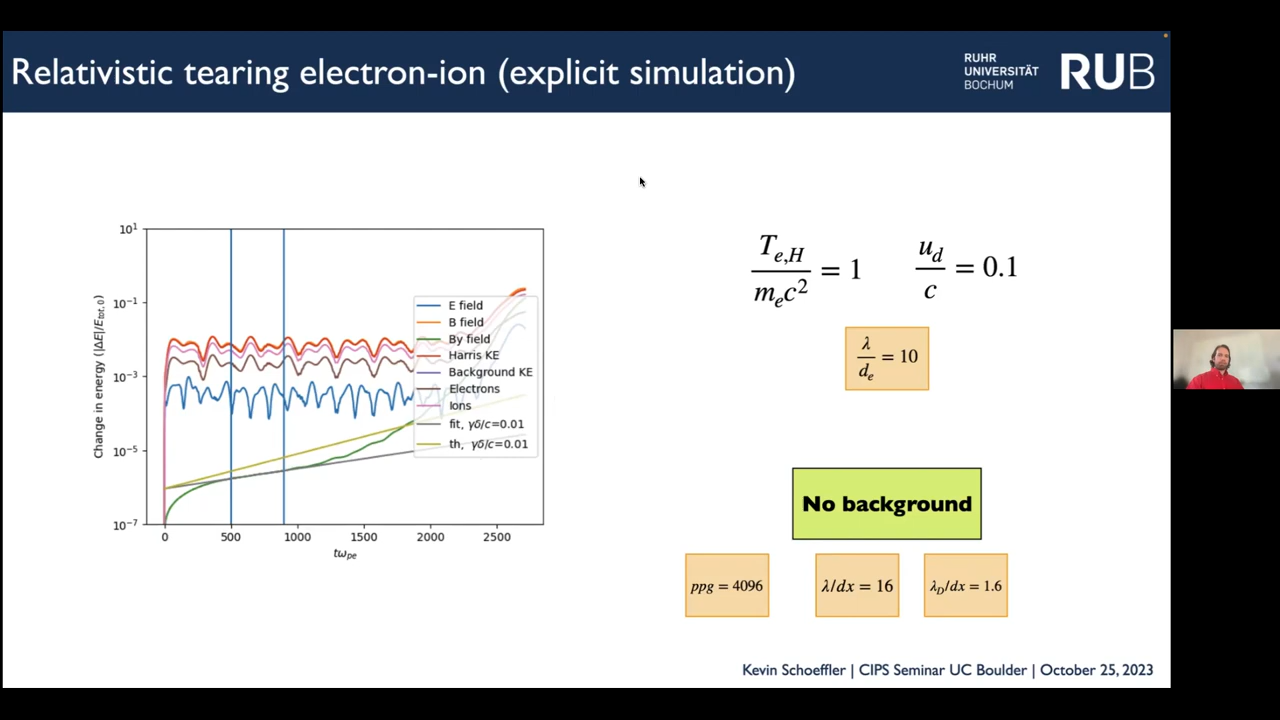 Relativistic tearing electron-ion (explicit simulation)
RUHR
UNIVERSITÄT
BOCHUM
RUB
Change in energy (|ΔE|/E_tot,0)
10^1
10^-1
10^-3
10^-5
10^-7
E field
B field
By field
Harris KE
Background KE
Electrons
Ions
fit, γδ/c=0.01
th, γδ/c=0.01
0 500 1000 1500 2000 2500
tω_pe
T_e,H / m_e c^2 = 1
u_d / c = 0.1
λ / d_e = 10
No background
ppg = 4096
λ/dx = 16
λ_D/dx = 1.6
Kevin Schoeffler | CIPS Seminar UC Boulder | October 25, 2023